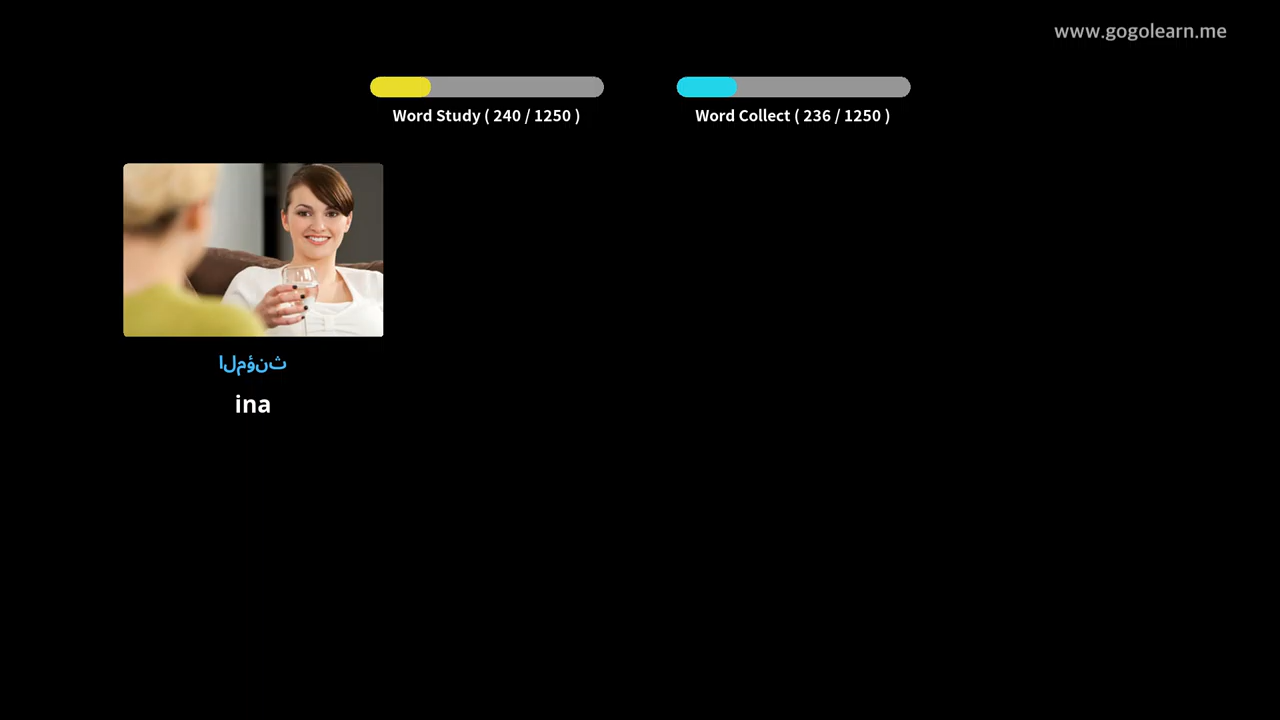 www.gogolearn.me
Word Study ( 240 / 1250 )
Word Collect ( 236 / 1250 )
المؤنث
ina